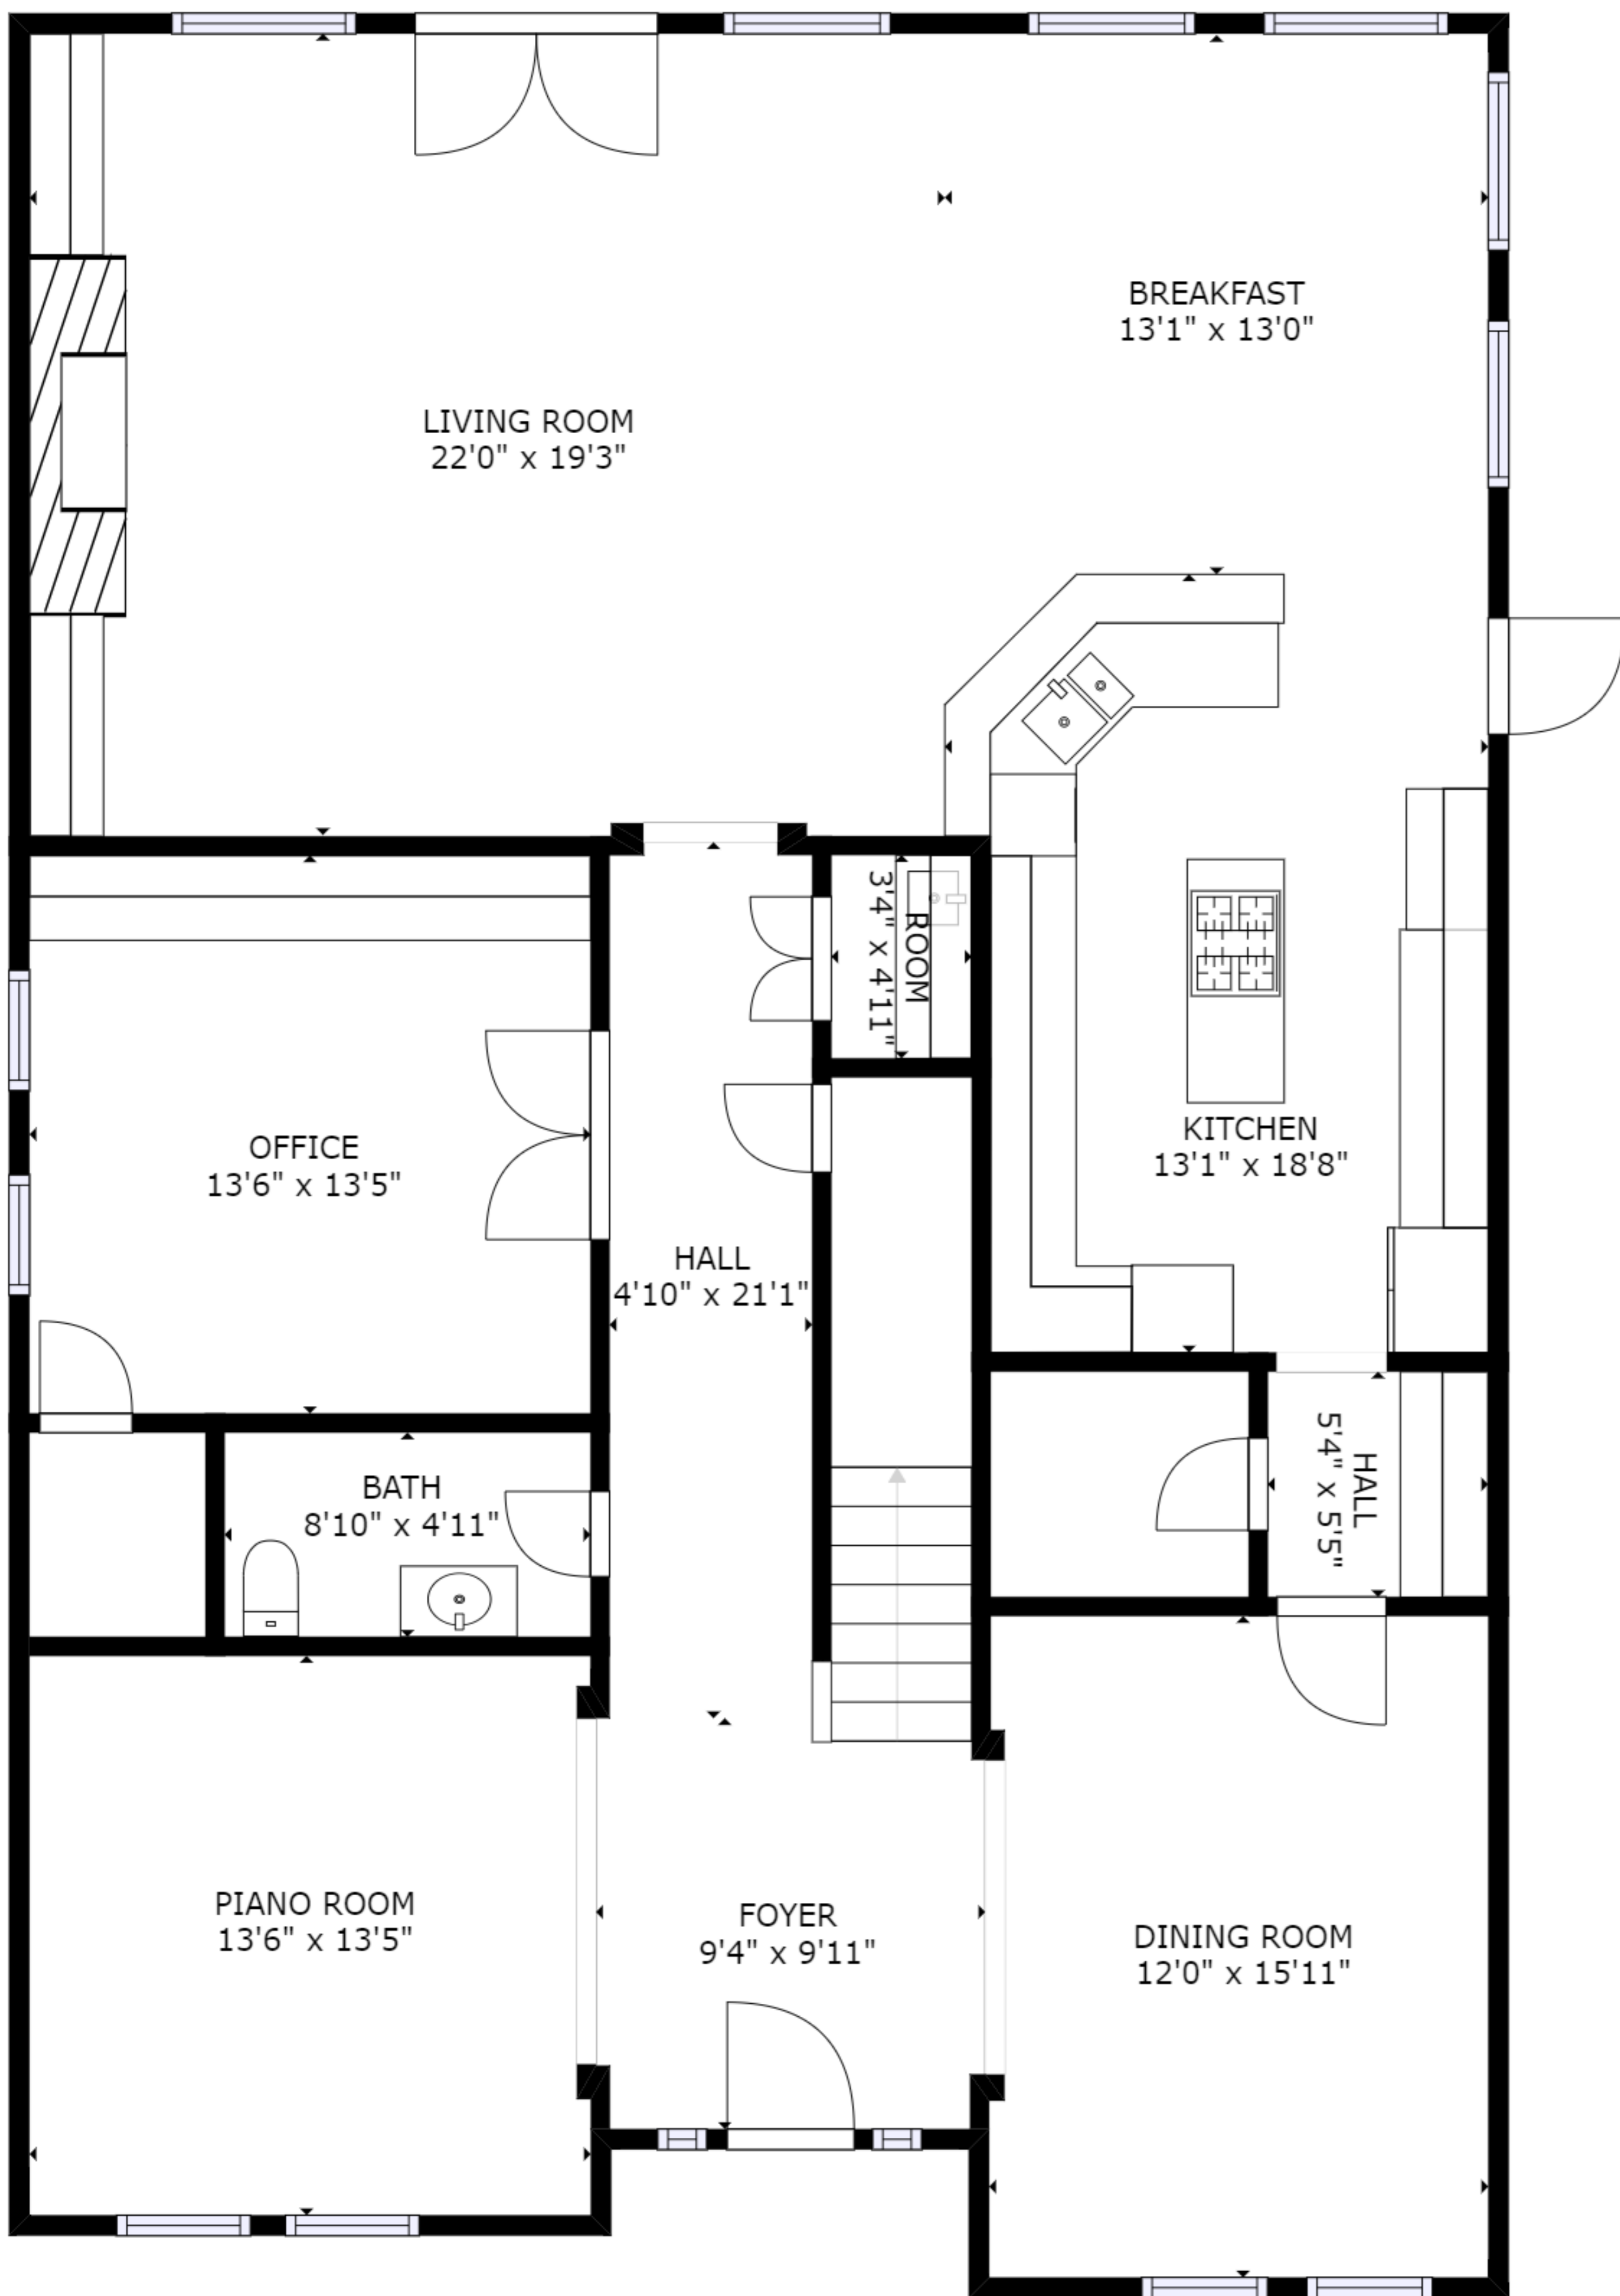 BREAKFAST
13'1" x 13'0"
LIVING ROOM
22'0" x 19'3"
ROOM
3'4" x 4'11"
KITCHEN
13'1" x 18'8"
OFFICE
13'6" x 13'5"
HALL
4'10" x 21'1"
HALL
5'4" x 5'5"
BATH
8'10" x 4'11"
PIANO ROOM
13'6" x 13'5"
FOYER
9'4" x 9'11"
DINING ROOM
12'0" x 15'11"